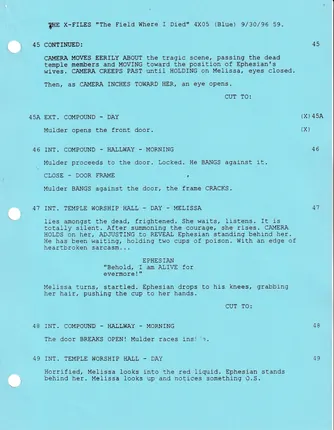 THE X-FILES "The Field Where I Died" 4X05 (Blue) 9/30/96 59.
45 CONTINUED: 45
CAMERA MOVES EERILY ABOUT the tragic scene, passing the dead
temple members and MOVING toward the position of Ephesian's
wives. CAMERA CREEPS PAST until HOLDING on Melissa, eyes closed.
Then, as CAMERA INCHES TOWARD HER, an eye opens.
CUT TO:
45A EXT. COMPOUND - DAY (X)45A
Mulder opens the front door. (X)
46 INT. COMPOUND - HALLWAY - MORNING 46
Mulder proceeds to the door. Locked. He BANGS against it.
CLOSE - DOOR FRAME
Mulder BANGS against the door, the frame CRACKS.
47 INT. TEMPLE WORSHIP HALL - DAY - MELISSA 47
lies amongst the dead, frightened. She waits, listens. It is
totally silent. After summoning the courage, she rises. CAMERA
HOLDS on her, ADJUSTING to REVEAL Ephesian standing behind her.
He has been waiting, holding two cups of poison. With an edge of
heartbroken sarcasm...
EPHESIAN
"Behold, I am ALIVE for
evermore!"
Melissa turns, startled. Ephesian drops to his knees, grabbing
her hair, pushing the cup to her hands.
CUT TO:
48 INT. COMPOUND - HALLWAY - MORNING 48
The door BREAKS OPEN! Mulder races
49 INT. TEMPLE WORSHIP HALL - DAY 49
Horrified, Melissa looks into the red liquid. Ephesian stands
behind her. Melissa looks up and notices something O.S.